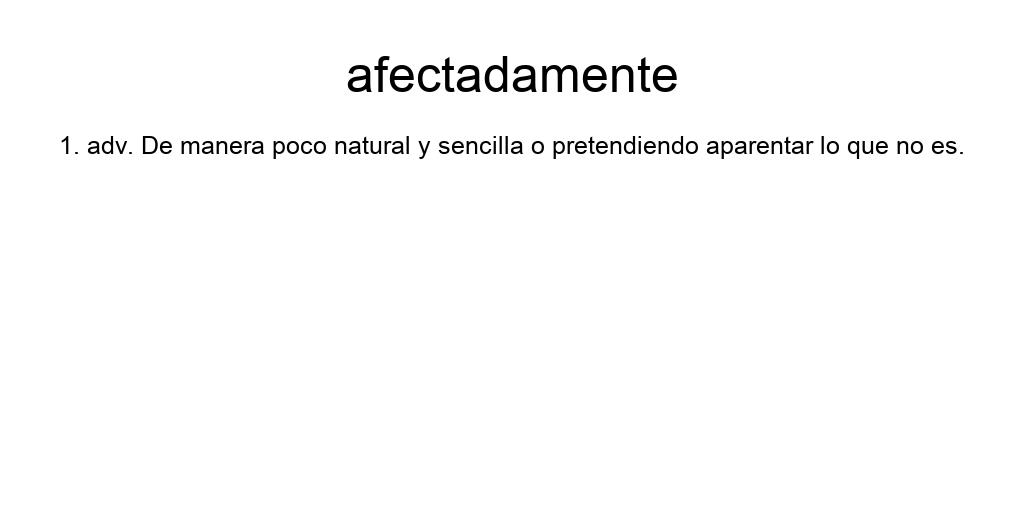 afectadamente
1. adv. De manera poco natural y sencilla o pretendiendo aparentar lo que no es.